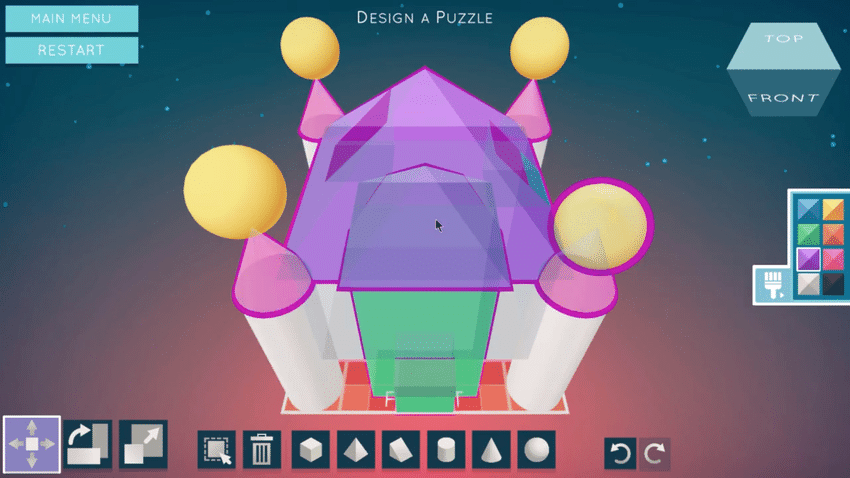 MAIN MENU
RESTART
DESIGN A PUZZLE
TOP
FRONT